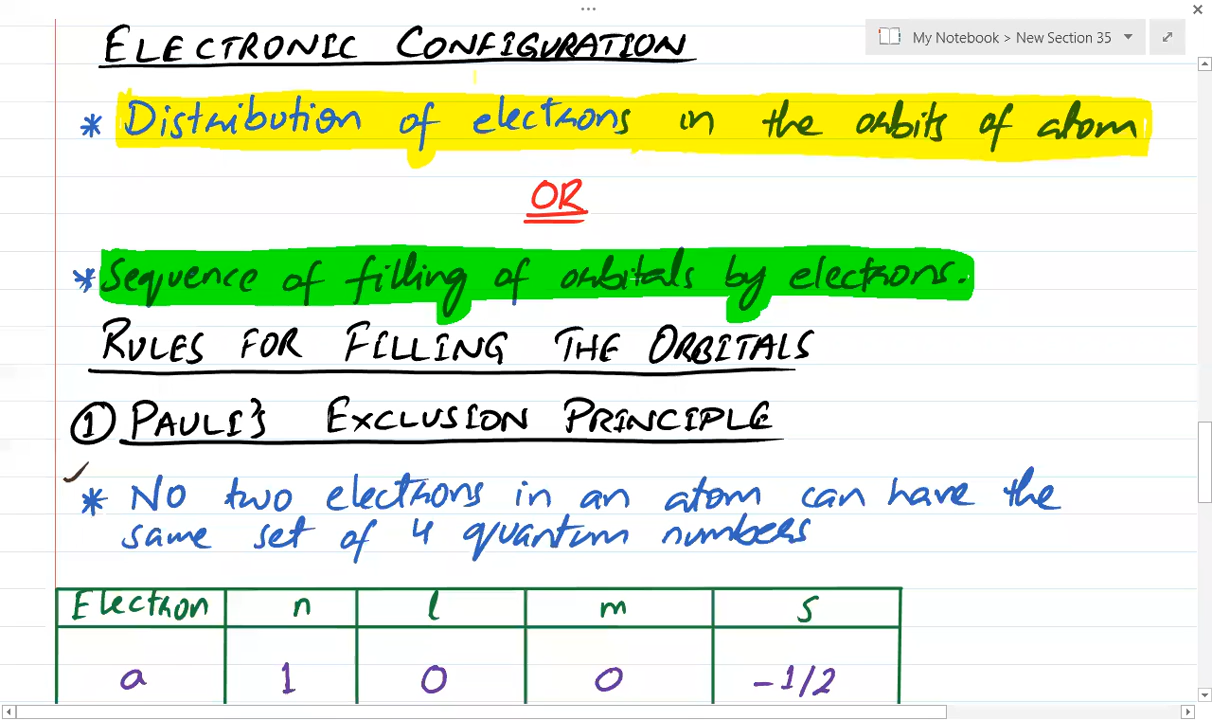 My Notebook > New Section 35
ELECTRONIC CONFIGURATION
* Distribution of electrons in the orbits of atom
OR
* Sequence of filling of orbitals by electrons.
RULES FOR FILLING THE ORBITALS
① PAULI'S EXCLUSION PRINCIPLE
* No two electrons in an atom can have the
same set of 4 quantum numbers
Electron n l m s
a 1 0 0 -1/2